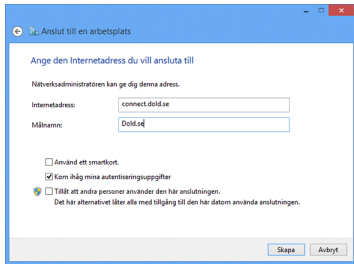 Anslut till en arbetsplats
Ange den Internetadress du vill ansluta till
Nätverksadministratören kan ge dig denna adress.
Internetadress: connect.dold.se
Målnamn: Dold.se
Använd ett smartkort.
Kom ihåg mina autentiseringsuppgifter
Tillåt att andra personer använder den här anslutningen.
Det här alternativet låter alla med tillgång till den här datorn använda anslutningen.
Skapa Avbryt